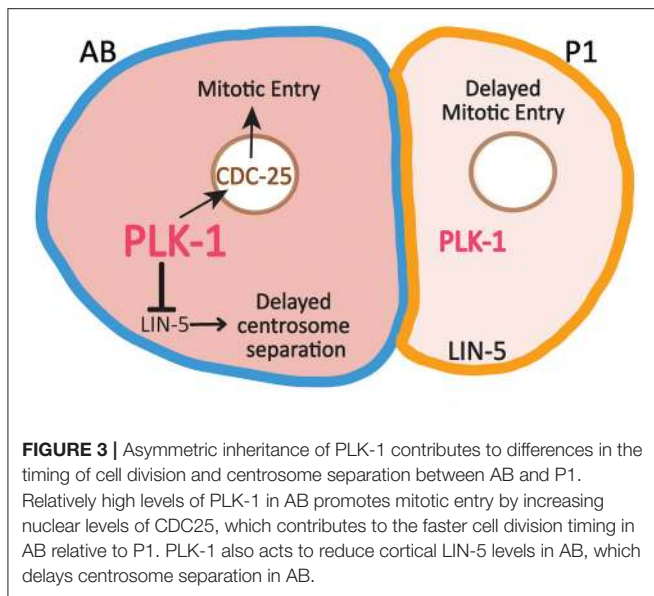 AB
P1
Mitotic Entry
Delayed
Mitotic Entry
CDC-25
PLK-1
PLK-1
LIN-5
Delayed
centrosome
separation
LIN-5
FIGURE 3 | Asymmetric inheritance of PLK-1 contributes to differences in the
timing of cell division and centrosome separation between AB and P1.
Relatively high levels of PLK-1 in AB promotes mitotic entry by increasing
nuclear levels of CDC25, which contributes to the faster cell division timing in
AB relative to P1. PLK-1 also acts to reduce cortical LIN-5 levels in AB, which
delays centrosome separation in AB.